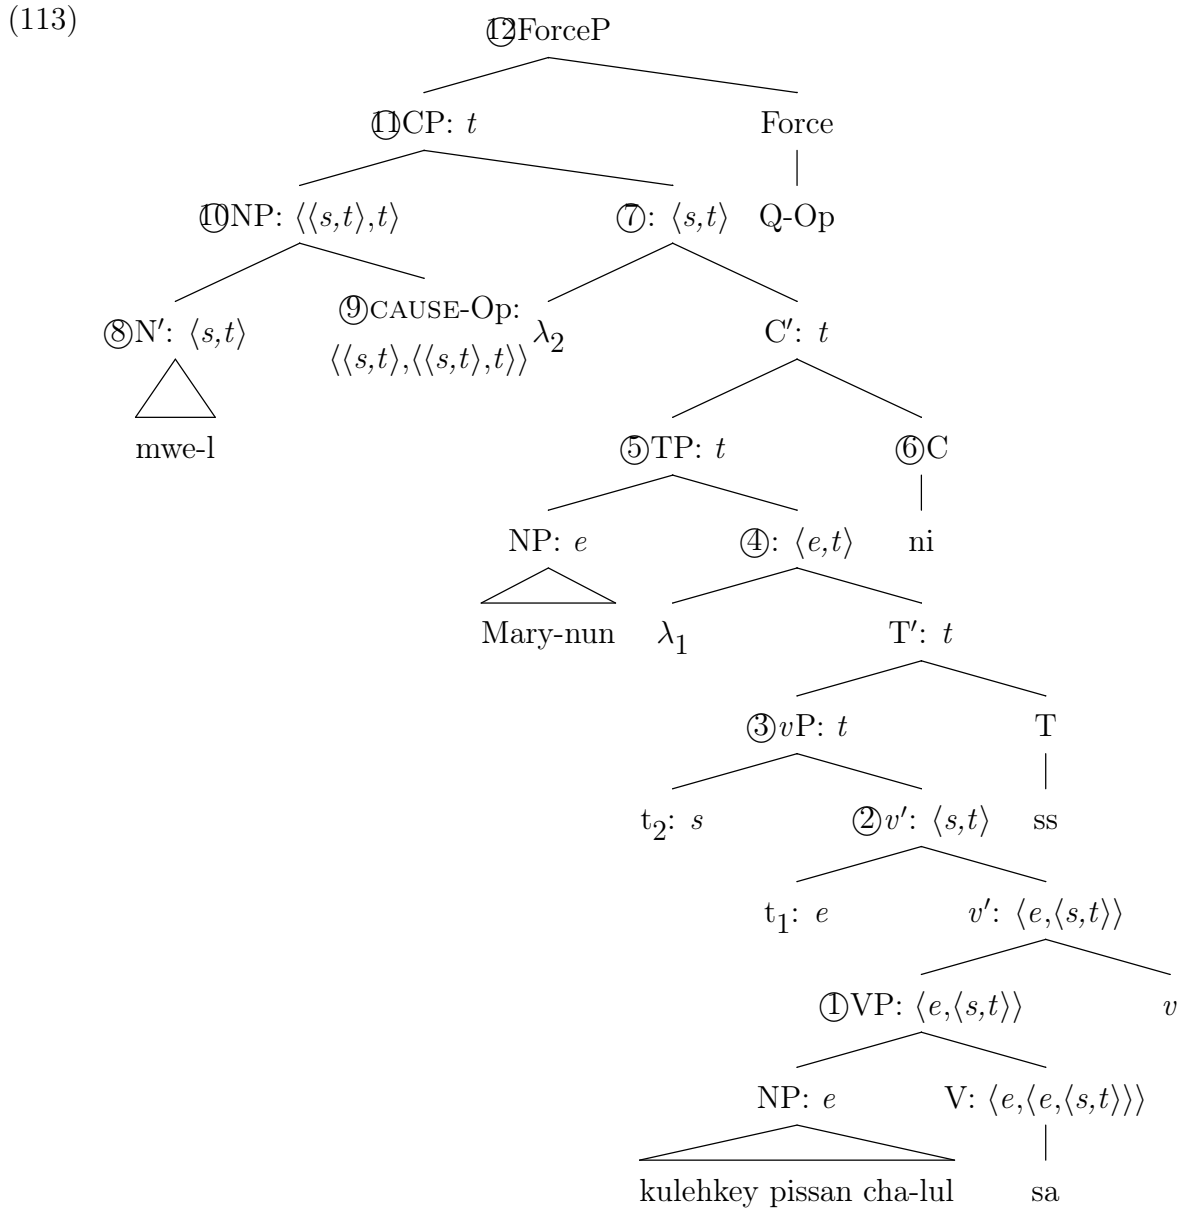 (113)
⑫ForceP
⑪CP: t Force
⑩NP: ⟨⟨s,t⟩,t⟩ ⑦: ⟨s,t⟩ Q-Op
⑧N′: ⟨s,t⟩ ⑨CAUSE-Op: λ2 C′: t
⟨⟨s,t⟩,⟨⟨s,t⟩,t⟩⟩
mwe-l ⑤TP: t ⑥C
NP: e ④: ⟨e,t⟩ ni
Mary-nun λ1 T′: t
③vP: t T
t2: s ②v′: ⟨s,t⟩ ss
t1: e v′: ⟨e,⟨s,t⟩⟩
①VP: ⟨e,⟨s,t⟩⟩ v
NP: e V: ⟨e,⟨e,⟨s,t⟩⟩⟩
kulehkey pissan cha-lul sa